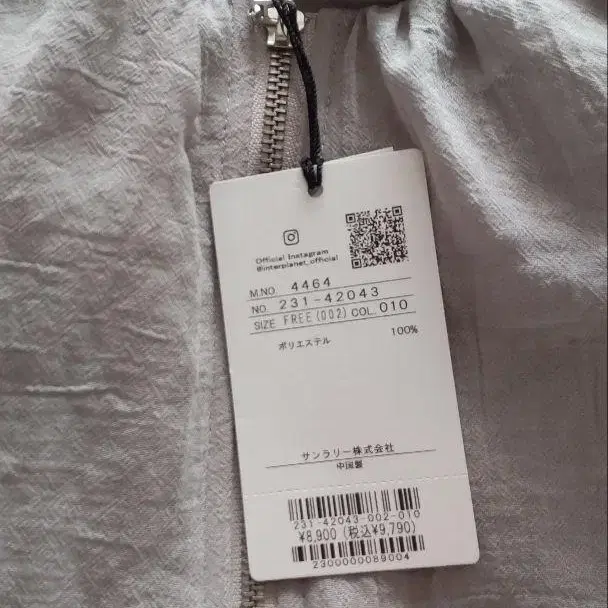 Official Instagram
@interplanet_official
M.NO. 4464
NO. 231-42043
SIZE FREE(002) COL. 010
ポリエステル 100%
サンラリー株式会社
中国製
231-42043-002-010
¥8,900 (税込¥9,790)
2300000089004